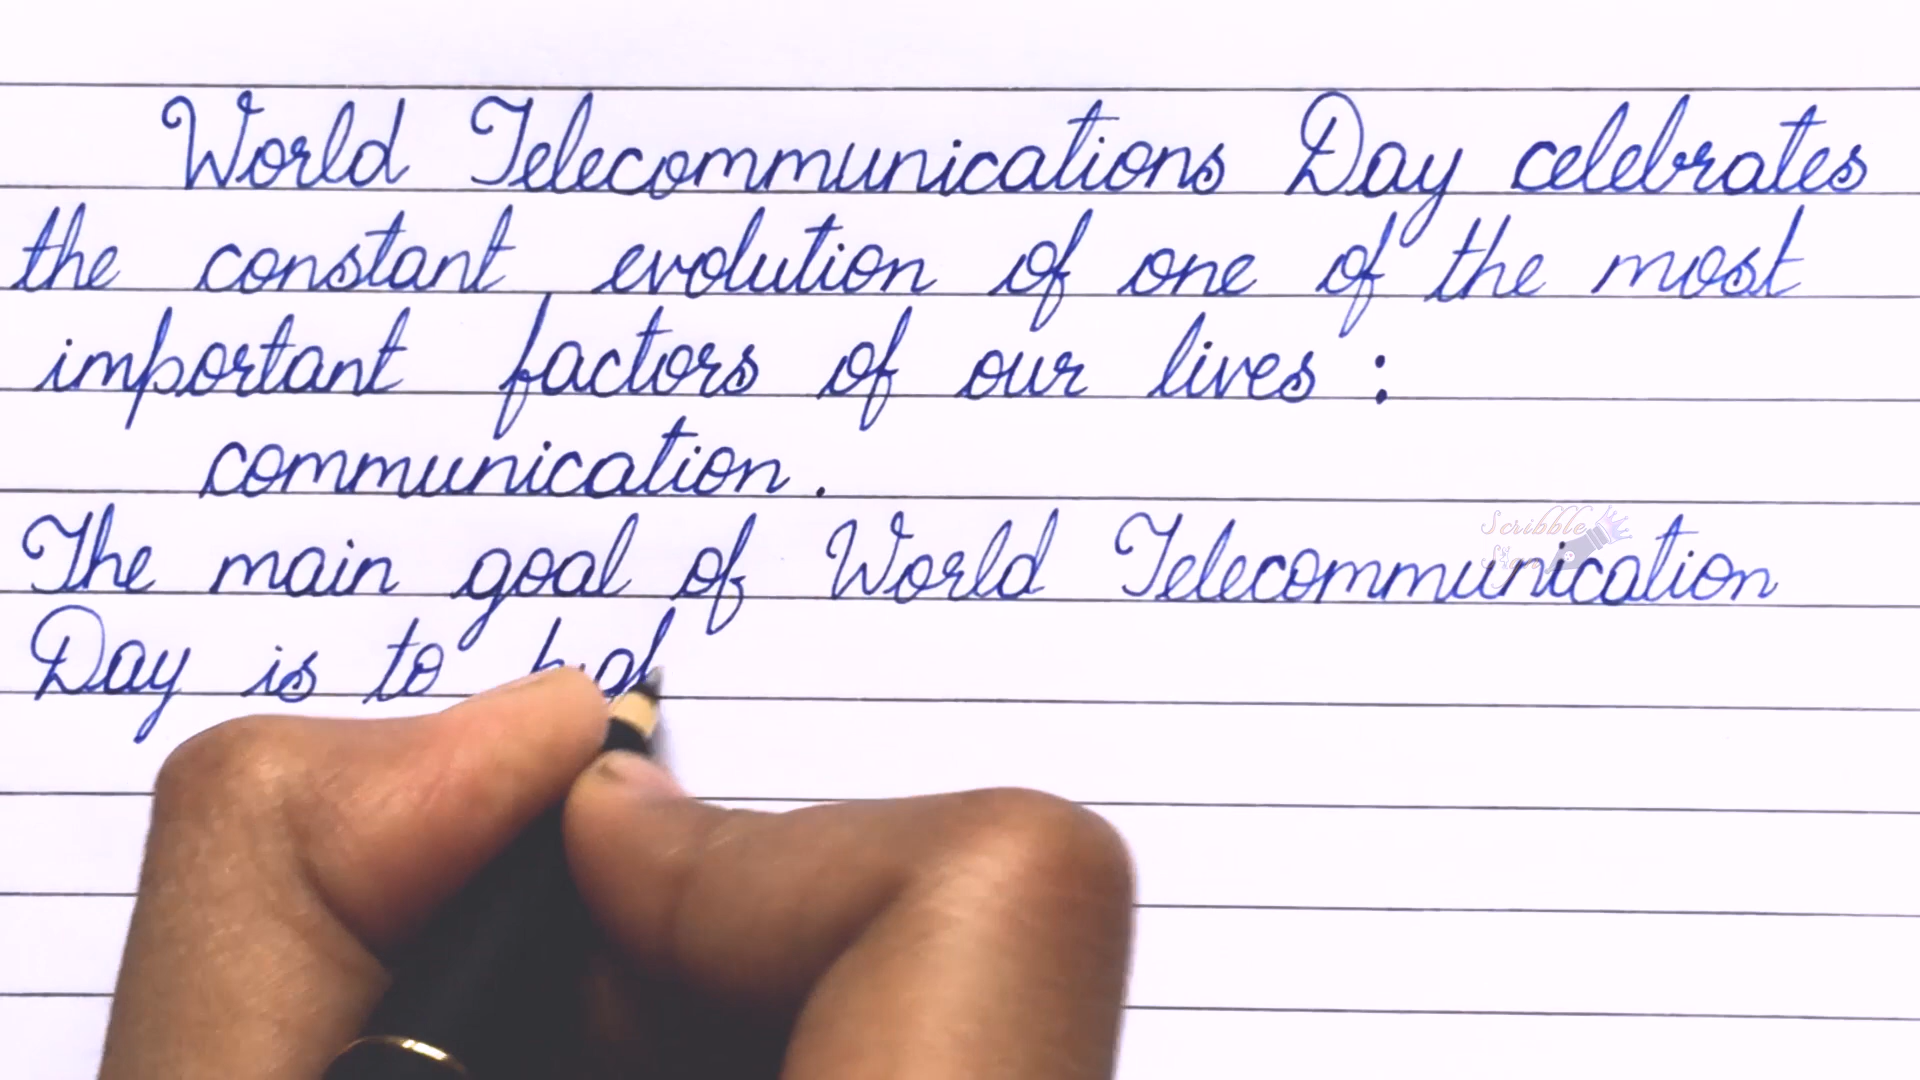 World Telecommunications Day celebrates
the constant evolution of one of the most
important factors of our lives :
communication.
The main goal of World Telecommunication
Day is to
Scribble